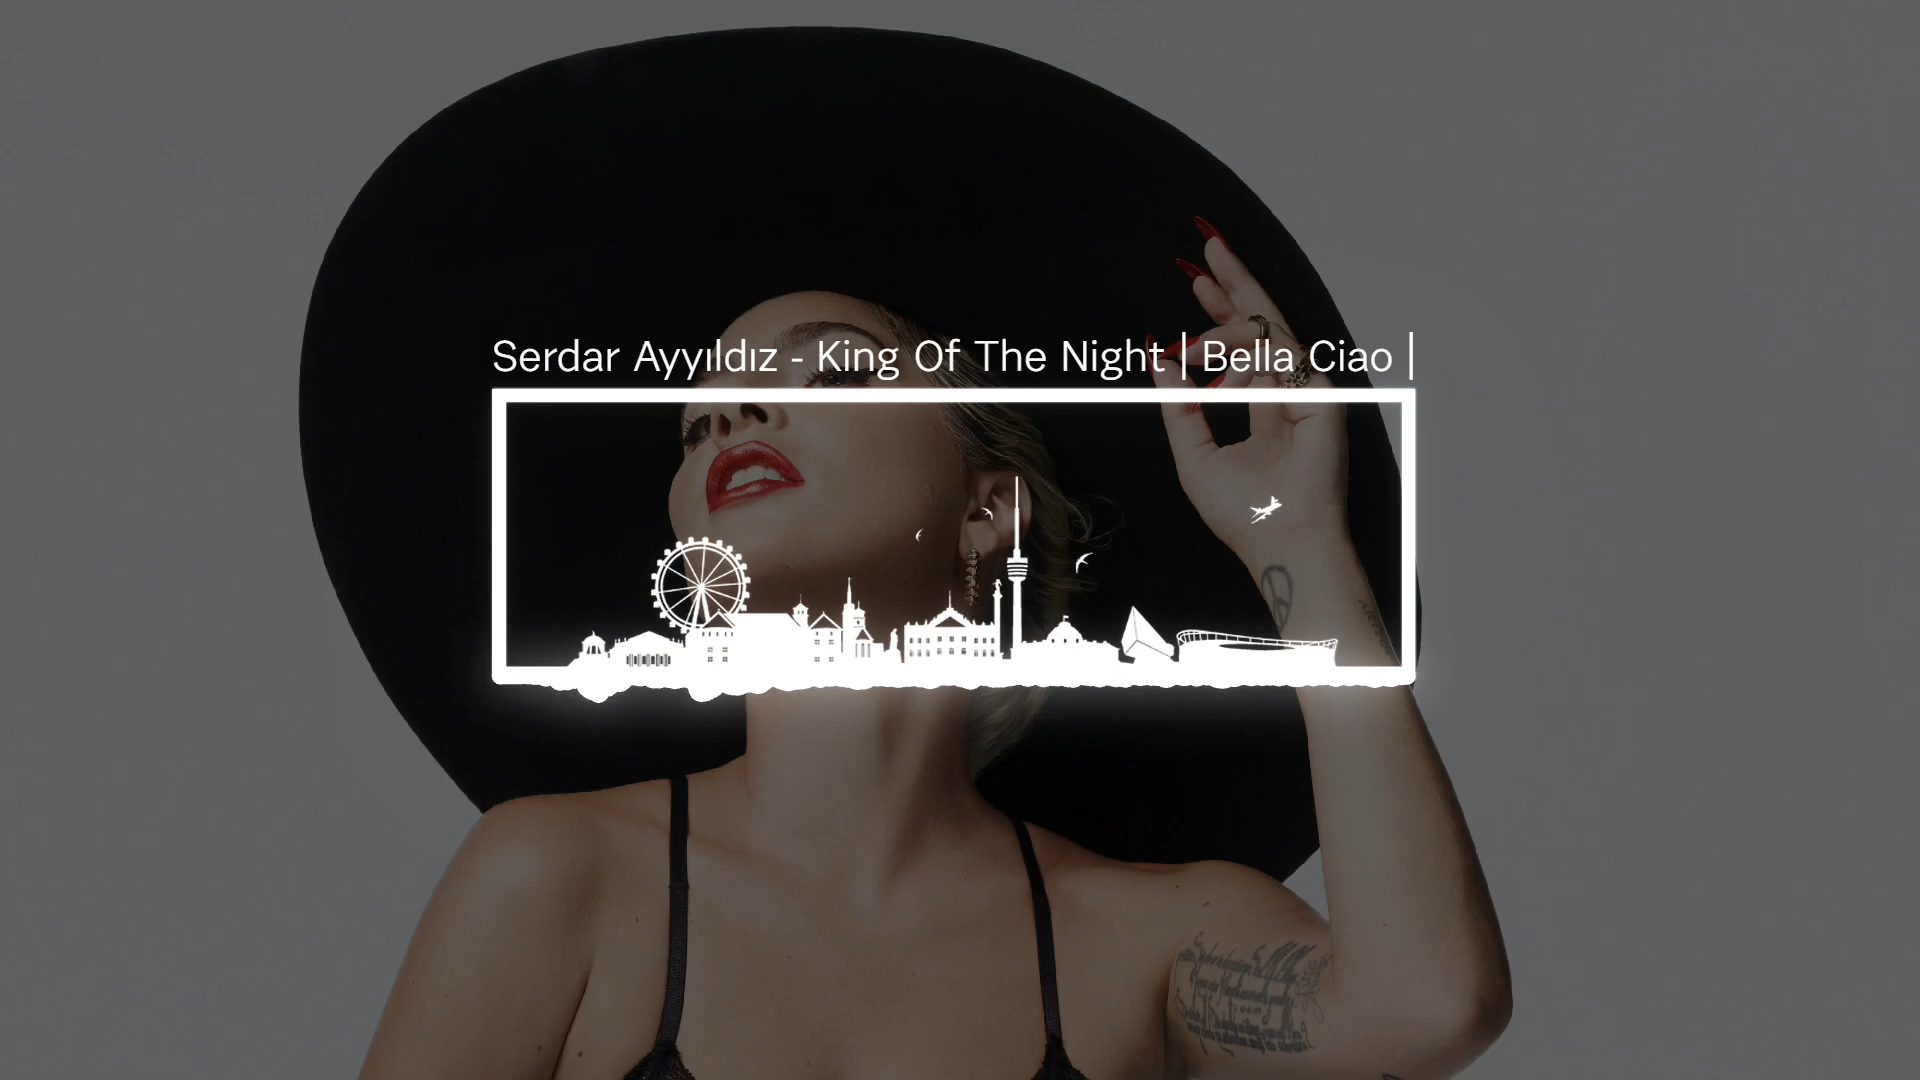 Serdar Ayyıldız - King Of The Night | Bella Ciao |